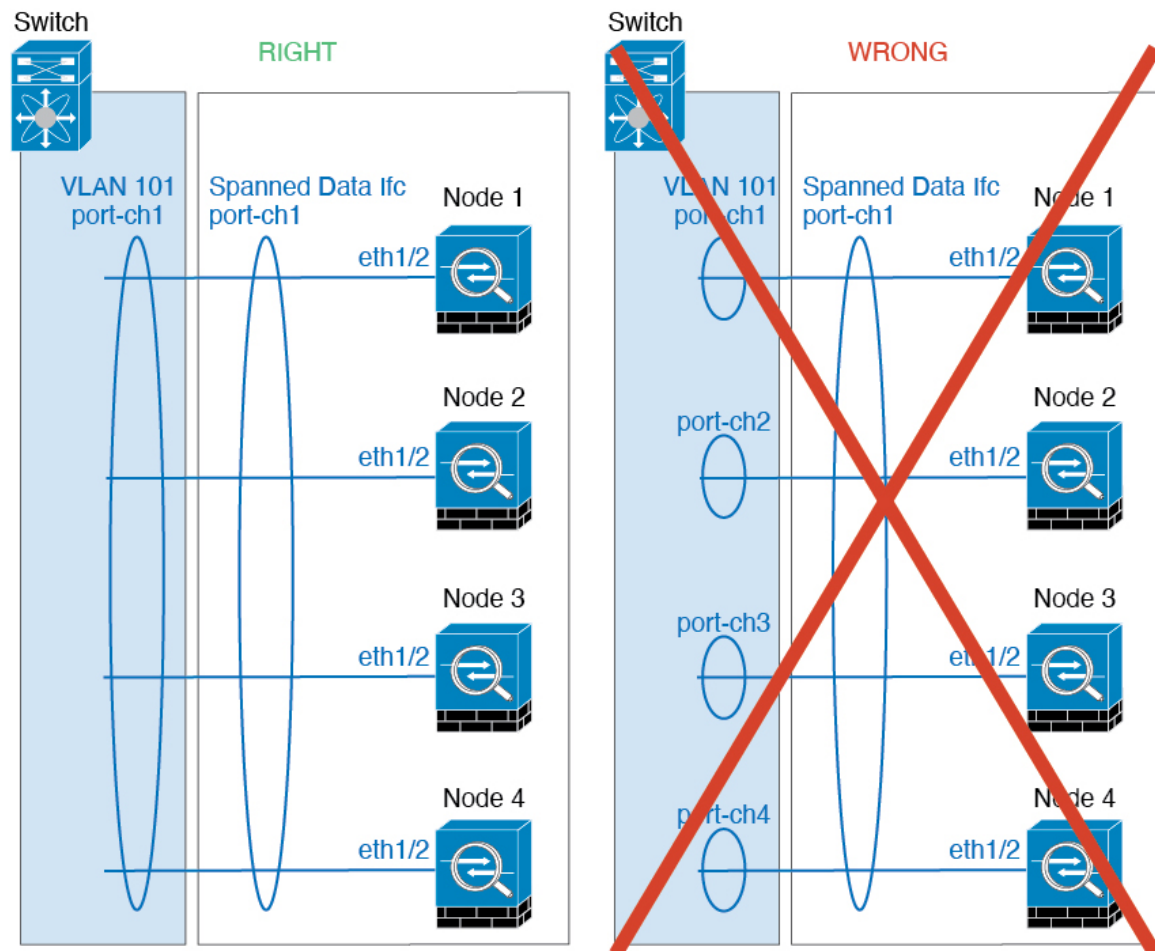 Switch
RIGHT
VLAN 101
port-ch1
Spanned Data Ifc
port-ch1
Node 1
eth1/2
Node 2
eth1/2
Node 3
eth1/2
Node 4
eth1/2
Switch
WRONG
VLAN 101
port-ch1
Spanned Data Ifc
port-ch1
Node 1
eth1/2
port-ch2
Node 2
eth1/2
port-ch3
Node 3
eth1/2
port-ch4
Node 4
eth1/2